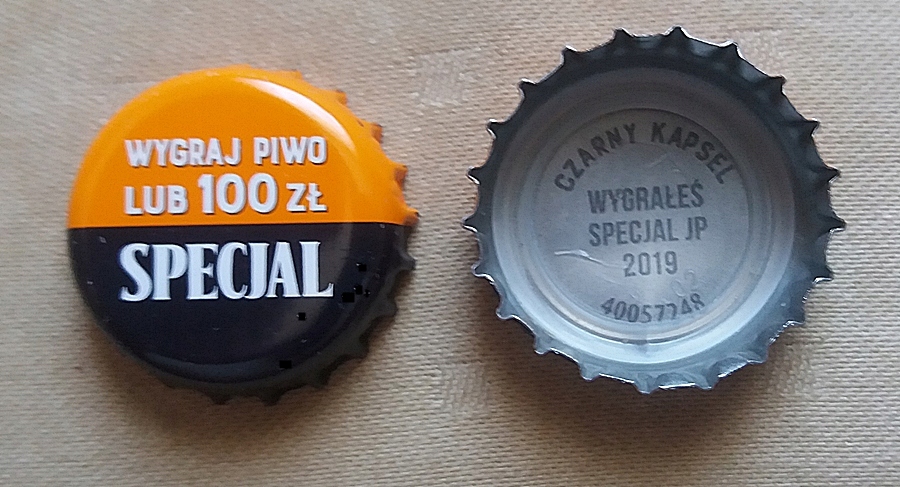 WYGRAJ PIWO
LUB 100 ZŁ
SPECJAL
CZARNY KAPSEL
WYGRAŁEŚ
SPECJAL JP
2019
40057748